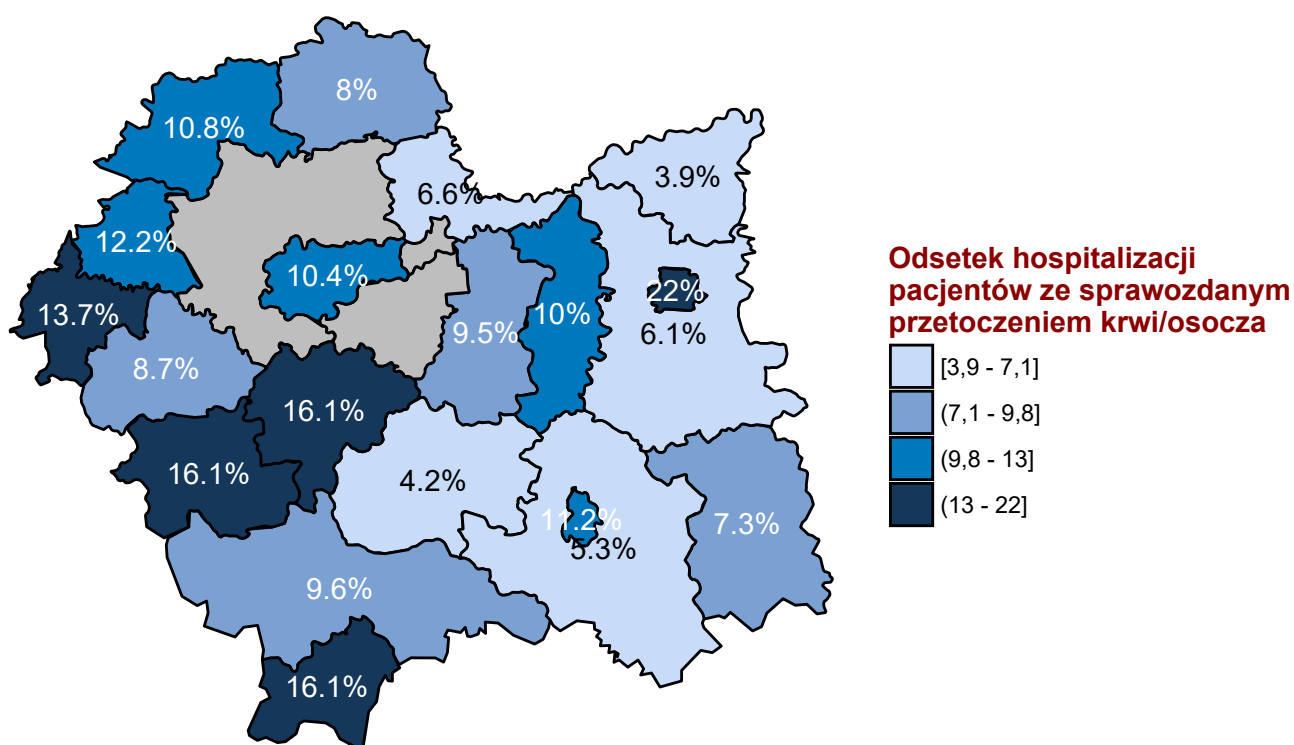 8%
10.8%
3.9%
6.6%
12.2%
10.4%
22%
13.7%
10%
9.5%
6.1%
8.7%
16.1%
16.1%
4.2%
11.2%
7.3%
5.3%
9.6%
16.1%
Odsetek hospitalizacji
pacjentów ze sprawozdanym
przetoczeniem krwi/osocza
[3,9 - 7,1]
(7,1 - 9,8]
(9,8 - 13]
(13 - 22]